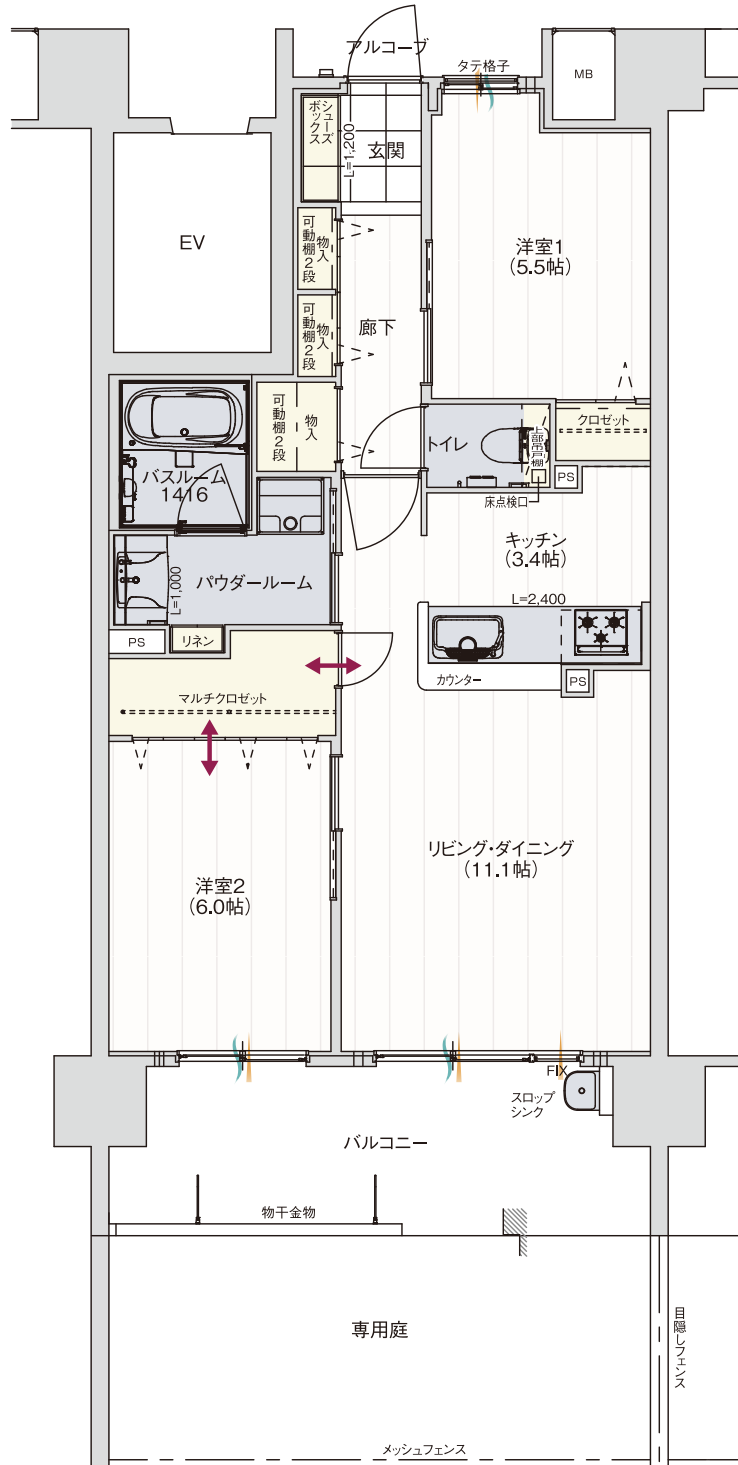 アルコーブ
タテ格子
MB
シューズ
ボックス
L=1,200
玄関
EV
物入
可動棚2段
洋室1
(5.5帖)
物入
可動棚2段
廊下
物入
可動棚2段
トイレ
上部吊戸棚
クロゼット
PS
床点検口
バスルーム
1416
キッチン
(3.4帖)
L=2,400
パウダールーム
L=1,000
PS
リネン
カウンター
PS
マルチクロゼット
リビング・ダイニング
(11.1帖)
洋室2
(6.0帖)
FIX
スロップ
シンク
バルコニー
物干金物
専用庭
目隠しフェンス
メッシュフェンス